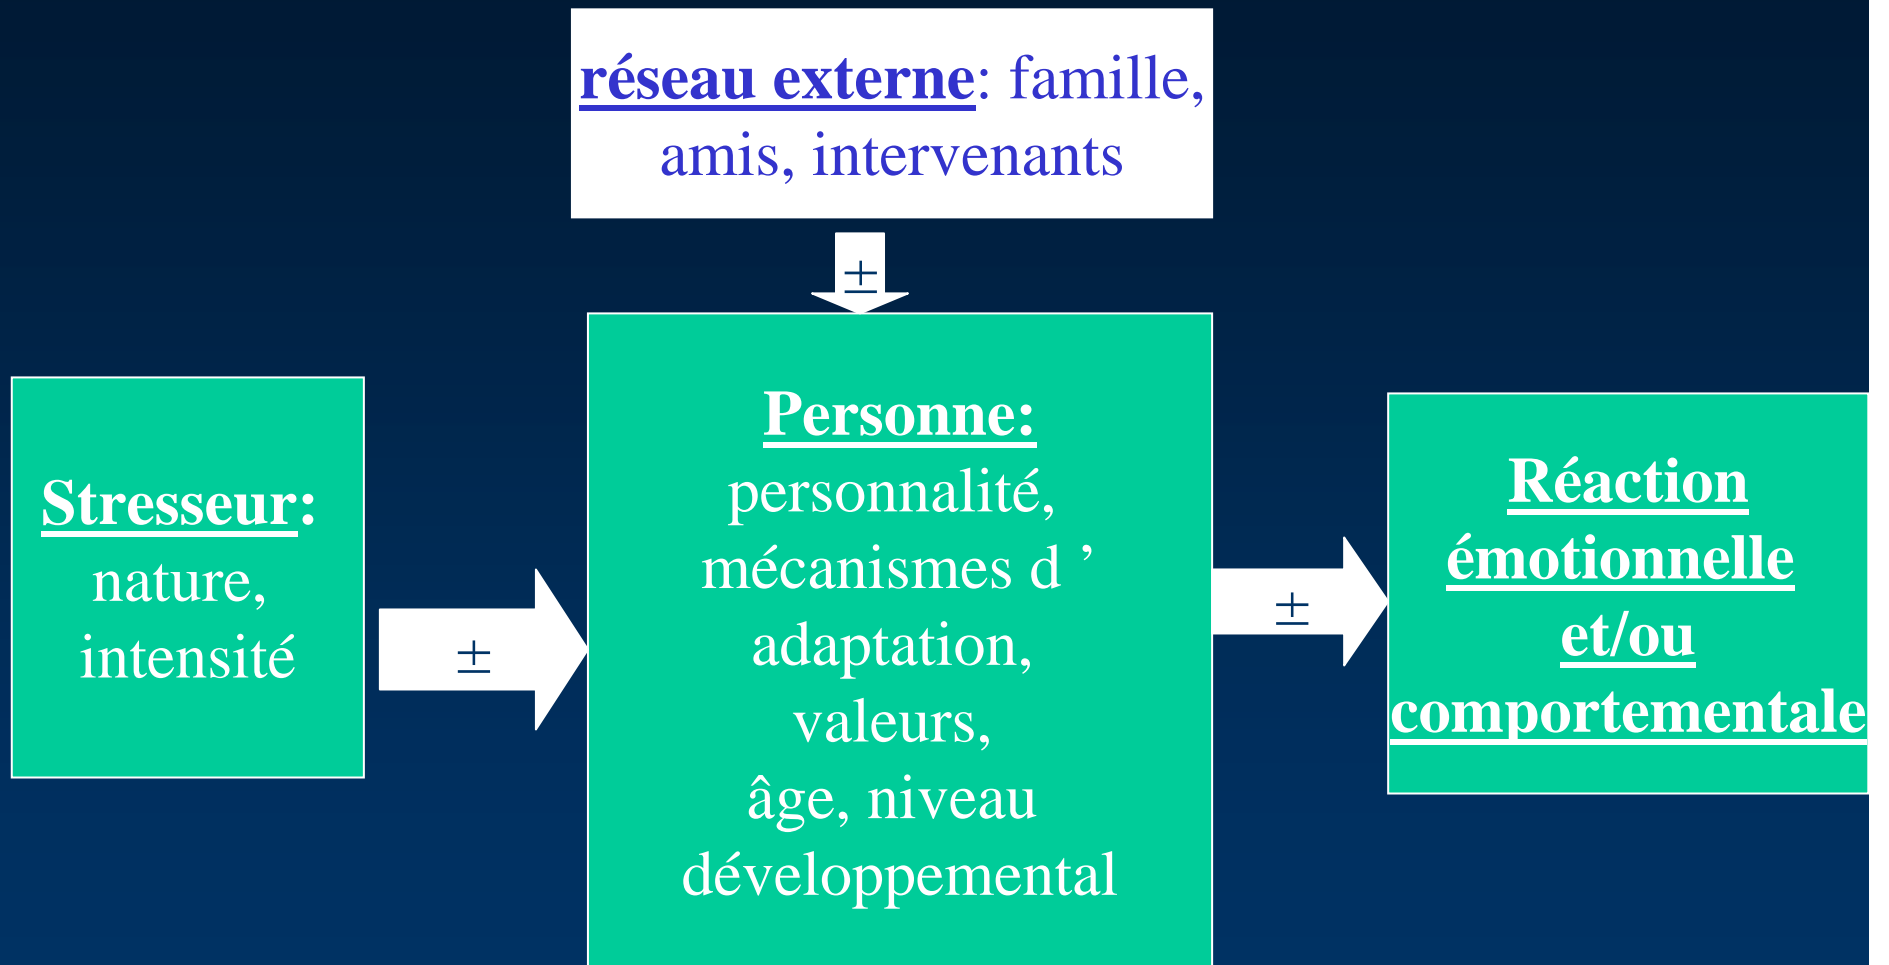 réseau externe: famille,
amis, intervenants
±
Stresseur:
nature,
intensité
±
Personne:
personnalité,
mécanismes d ’
adaptation,
valeurs,
âge, niveau
développemental
±
Réaction
émotionnelle
et/ou
comportementale